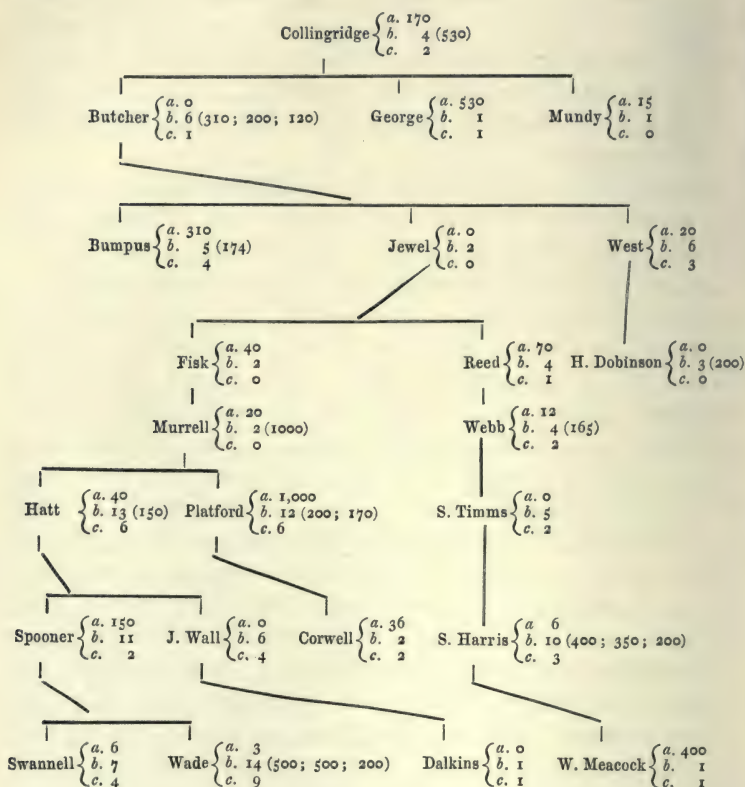 Collingridge { a. 170
b. 4 (530)
c. 2
Butcher { a. 0
b. 6 (310; 200; 120)
c. 1
George { a. 530
b. 1
c. 1
Mundy { a. 15
b. 1
c. 0
Bumpus { a. 310
b. 5 (174)
c. 4
Jewel { a. 0
b. 2
c. 0
West { a. 20
b. 6
c. 3
Fisk { a. 40
b. 2
c. 0
Reed { a. 70
b. 4
c. 1
H. Dobinson { a. 0
b. 3 (200)
c. 0
Murrell { a. 20
b. 2 (1000)
c. 0
Webb { a. 12
b. 4 (165)
c. 2
Hatt { a. 40
b. 13 (150)
c. 6
Platford { a. 1,000
b. 12 (200; 170)
c. 6
S. Timms { a. 0
b. 5
c. 2
Spooner { a. 150
b. 11
c. 2
J. Wall { a. 0
b. 6
c. 4
Corwell { a. 36
b. 2
c. 2
S. Harris { a 6
b. 10 (400; 350; 200)
c. 3
Swannell { a. 6
b. 7
c. 4
Wade { a. 3
b. 14 (500; 500; 200)
c. 9
Dalkins { a. 0
b. 1
c. 1
W. Meacock { a. 400
b. 1
c. 1